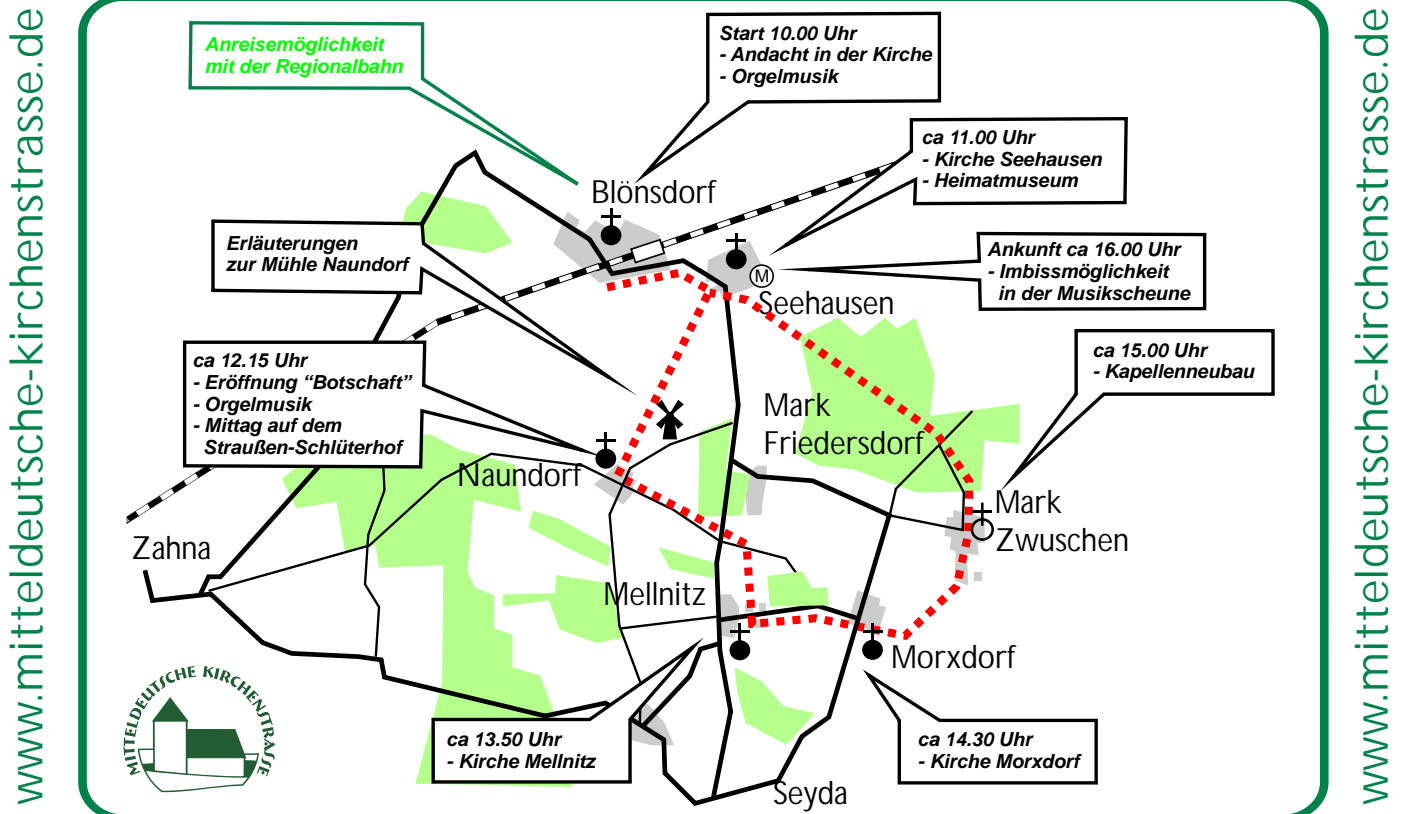 www.mitteldeutsche-kirchenstrasse.de
Anreisemöglichkeit
mit der Regionalbahn
Start 10.00 Uhr
- Andacht in der Kirche
- Orgelmusik
ca 11.00 Uhr
- Kirche Seehausen
- Heimatmuseum
Blönsdorf
Erläuterungen
zur Mühle Naundorf
Ankunft ca 16.00 Uhr
- Imbissmöglichkeit
in der Musikscheune
M
Seehausen
ca 12.15 Uhr
- Eröffnung “Botschaft”
- Orgelmusik
- Mittag auf dem
Straußen-Schlüterhof
ca 15.00 Uhr
- Kapellenneubau
Mark
Friedersdorf
Naundorf
Mark
Zwuschen
Zahna
Mellnitz
Morxdorf
MITTELDEUTSCHE KIRCHENSTRASSE
ca 13.50 Uhr
- Kirche Mellnitz
ca 14.30 Uhr
- Kirche Morxdorf
Seyda
www.mitteldeutsche-kirchenstrasse.de